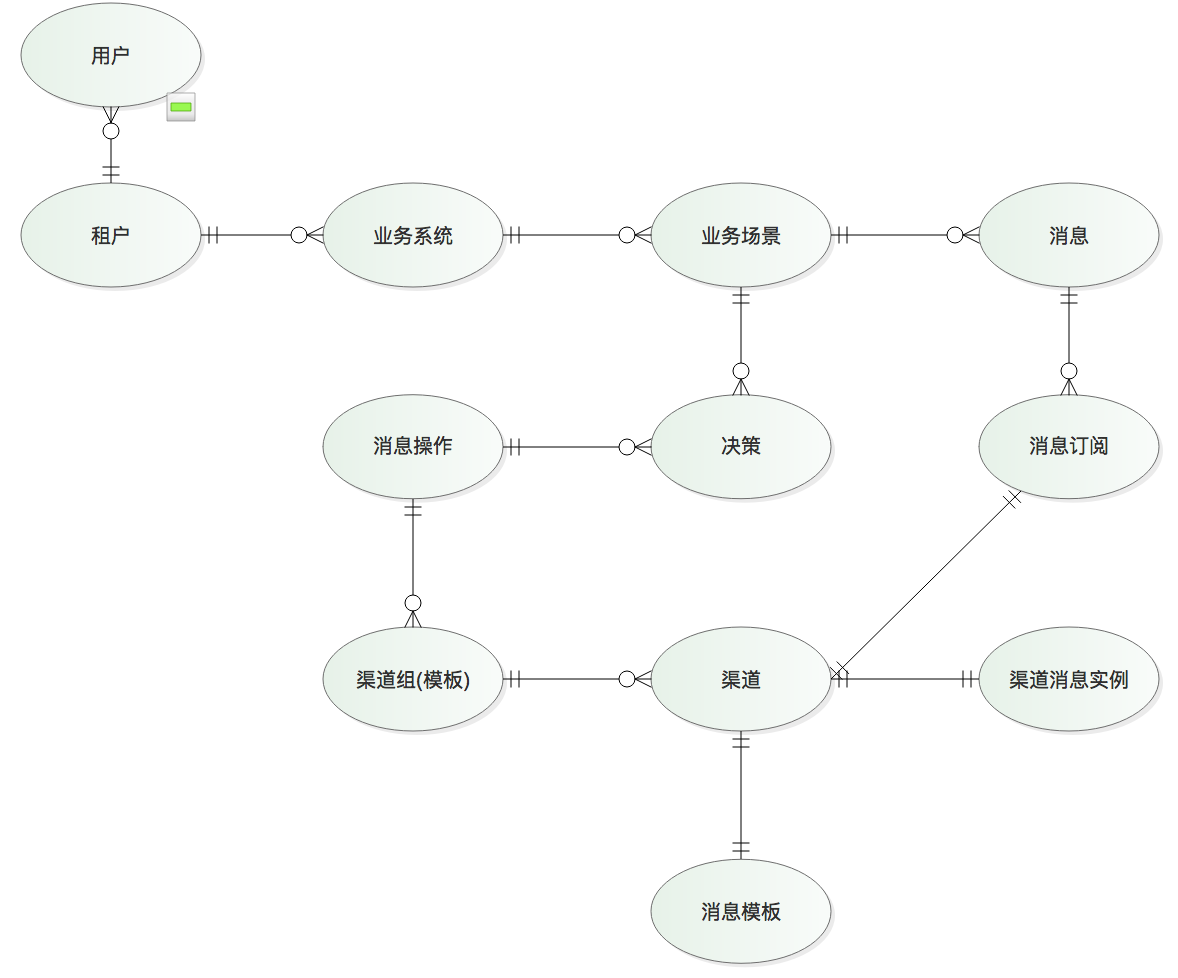 用户
租户
业务系统
业务场景
消息
消息操作
决策
消息订阅
渠道组(模板)
渠道
渠道消息实例
消息模板